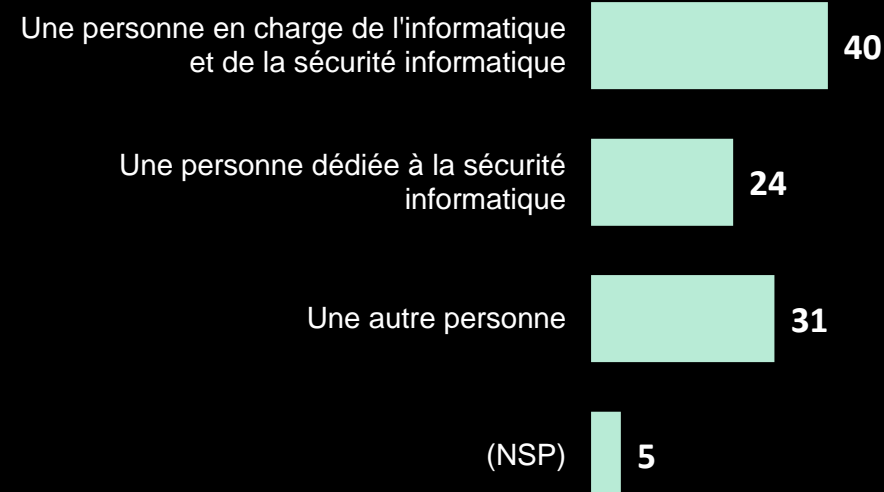 Une personne en charge de l'informatique
et de la sécurité informatique
40
Une personne dédiée à la sécurité
informatique
24
Une autre personne
31
(NSP)
5